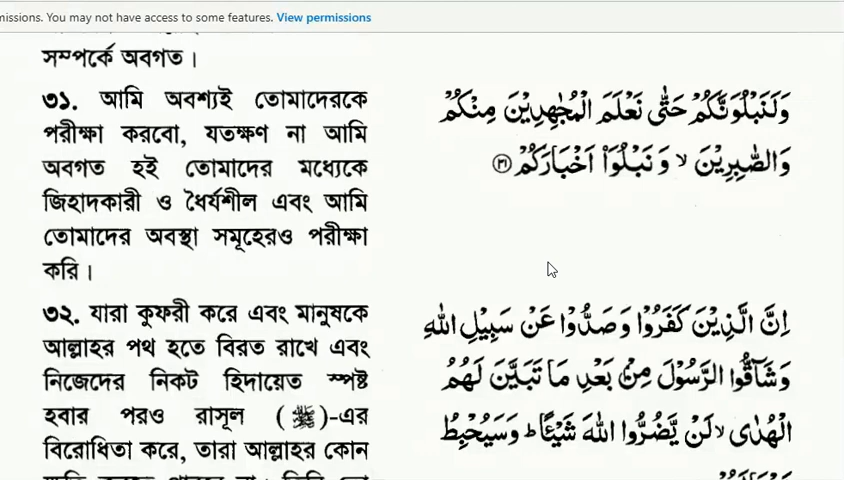 missions. You may not have access to some features. View permissions
সম্পর্কে অবগত।
৩১. আমি অবশ্যই তোমাদেরকে
পরীক্ষা করবো, যতক্ষণ না আমি
অবগত হই তোমাদের মধ্যেকে
জিহাদকারী ও ধৈর্যশীল এবং আমি
তোমাদের অবস্থা সমূহেরও পরীক্ষা
করি।
وَلَنَبْلُوَنَّكُمْ حَتّٰى نَعْلَمَ الْمُجٰهِدِيْنَ مِنْكُمْ
وَالصّٰبِرِيْنَ ۙ وَنَبْلُوَا۟ اَخْبَارَكُمْ ﴿۳۱﴾
৩২. যারা কুফরী করে এবং মানুষকে
আল্লাহর পথ হতে বিরত রাখে এবং
নিজেদের নিকট হিদায়েত স্পষ্ট
হবার পরও রাসূল (ﷺ)-এর
বিরোধিতা করে, তারা আল্লাহর কোন
اِنَّ الَّذِيْنَ كَفَرُوْا وَصَدُّوْا عَنْ سَبِيْلِ اللّٰهِ
وَشَآقُّوا الرَّسُوْلَ مِنْۢ بَعْدِ مَا تَبَيَّنَ لَهُمُ
الْهُدٰى ۙ لَنْ يَّضُرُّوا اللّٰهَ شَيْـًٔا ؕ وَسَيُحْبِطُ